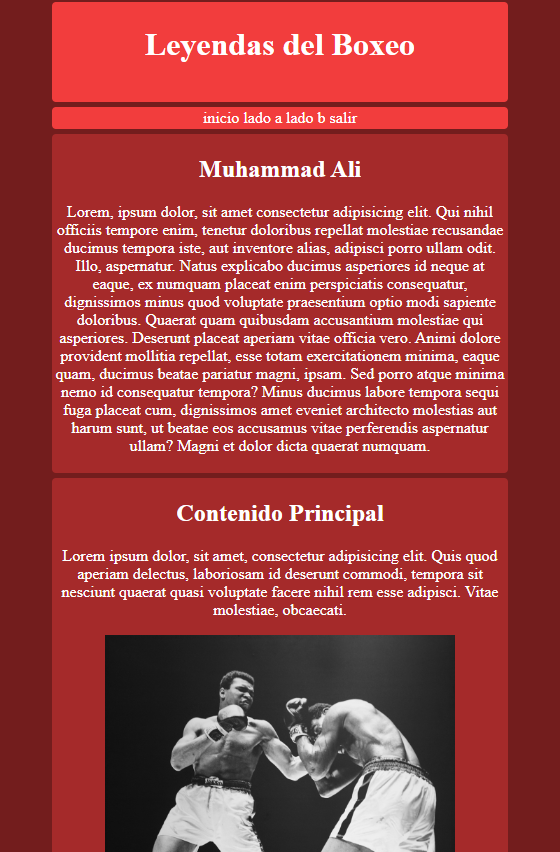 Leyendas del Boxeo
inicio lado a lado b salir
Muhammad Ali
Lorem, ipsum dolor, sit amet consectetur adipisicing elit. Qui nihil
officiis tempore enim, tenetur doloribus repellat molestiae recusandae
ducimus tempora iste, aut inventore alias, adipisci porro ullam odit.
Illo, aspernatur. Natus explicabo ducimus asperiores id neque at
eaque, ex numquam placeat enim perspiciatis consequatur,
dignissimos minus quod voluptate praesentium optio modi sapiente
doloribus. Quaerat quam quibusdam accusantium molestiae qui
asperiores. Deserunt placeat aperiam vitae officia vero. Animi dolore
provident mollitia repellat, esse totam exercitationem minima, eaque
quam, ducimus beatae pariatur magni, ipsam. Sed porro atque minima
nemo id consequatur tempora? Minus ducimus labore tempora sequi
fuga placeat cum, dignissimos amet eveniet architecto molestias aut
harum sunt, ut beatae eos accusamus vitae perferendis aspernatur
ullam? Magni et dolor dicta quaerat numquam.
Contenido Principal
Lorem ipsum dolor, sit amet, consectetur adipisicing elit. Quis quod
aperiam delectus, laboriosam id deserunt commodi, tempora sit
nesciunt quaerat quasi voluptate facere nihil rem esse adipisci. Vitae
molestiae, obcaecati.